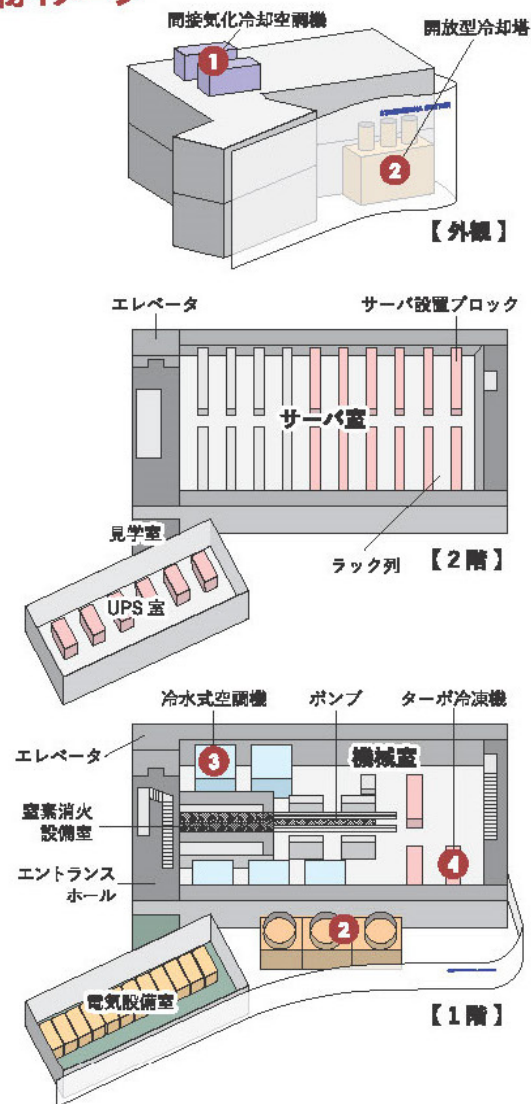 間接気化冷却空調機
開放型冷却塔
1
2
【外観】
エレベータ
サーバ設置ブロック
サーバ室
見学室
ラック列
【2階】
UPS 室
冷水式空調機
ポンプ
ターボ冷凍機
エレベータ
3
機械室
窒素消火
設備室
4
エントランス
ホール
2
電気設備室
【1階】